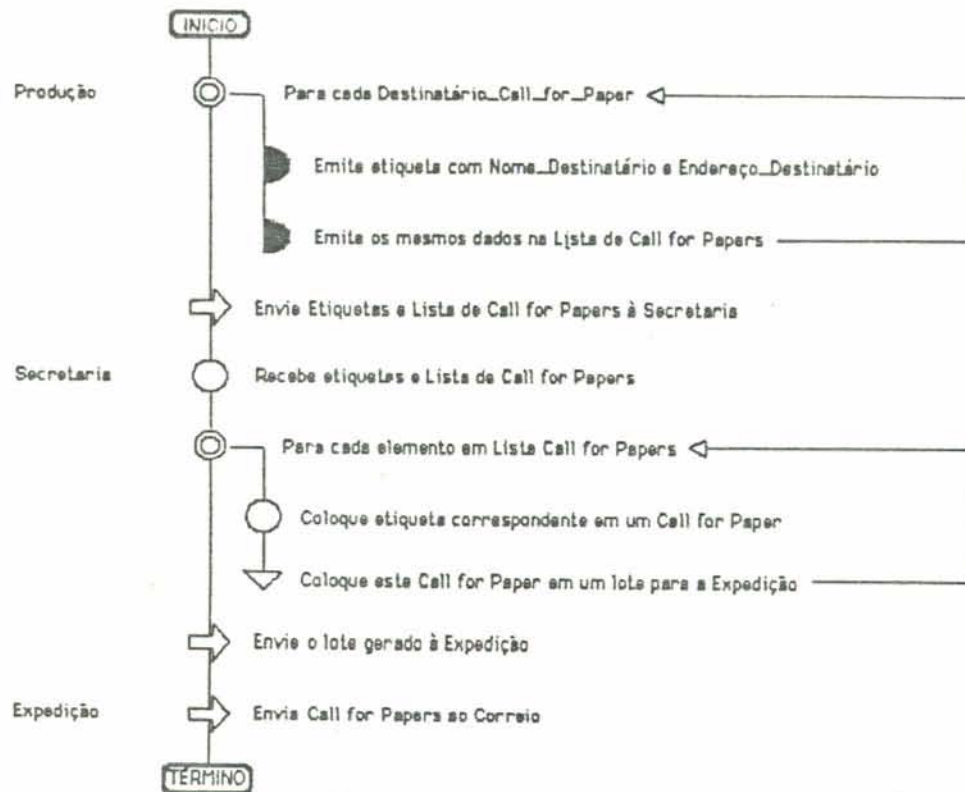 INICIO
Produção
Para cada Destinatário_Call_for_Paper
Emite etiqueta com Nome_Destinatário e Endereço_Destinatário
Emite os mesmos dados na Lista de Call for Papers
Envie Etiquetas e Lista de Call for Papers à Secretaria
Secretaria
Recebe etiquetas e Lista de Call for Papers
Para cada elemento em Lista Call for Papers
Coloque etiqueta correspondente em um Call for Paper
Coloque este Call for Paper em um lote para a Expedição
Envie o lote gerado à Expedição
Expedição
Envia Call for Papers ao Correio
TÉRMINO